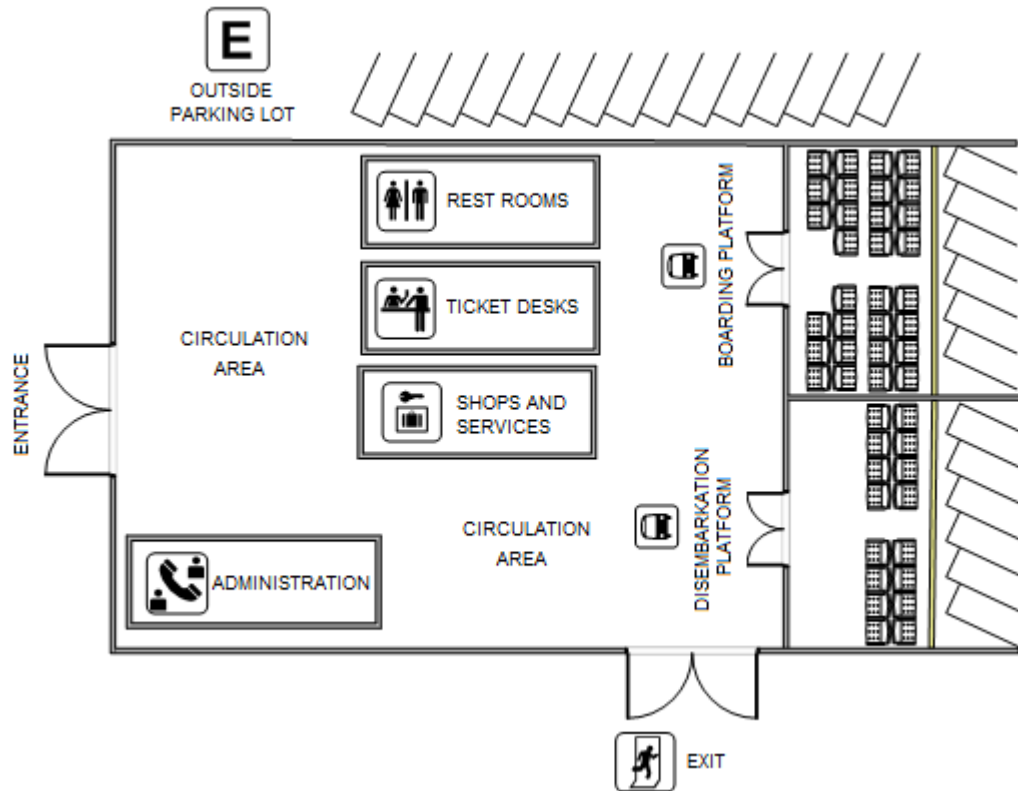 E
OUTSIDE
PARKING LOT
REST ROOMS
BOARDING PLATFORM
TICKET DESKS
CIRCULATION
AREA
ENTRANCE
SHOPS AND
SERVICES
DISEMBARKATION
PLATFORM
CIRCULATION
AREA
ADMINISTRATION
EXIT